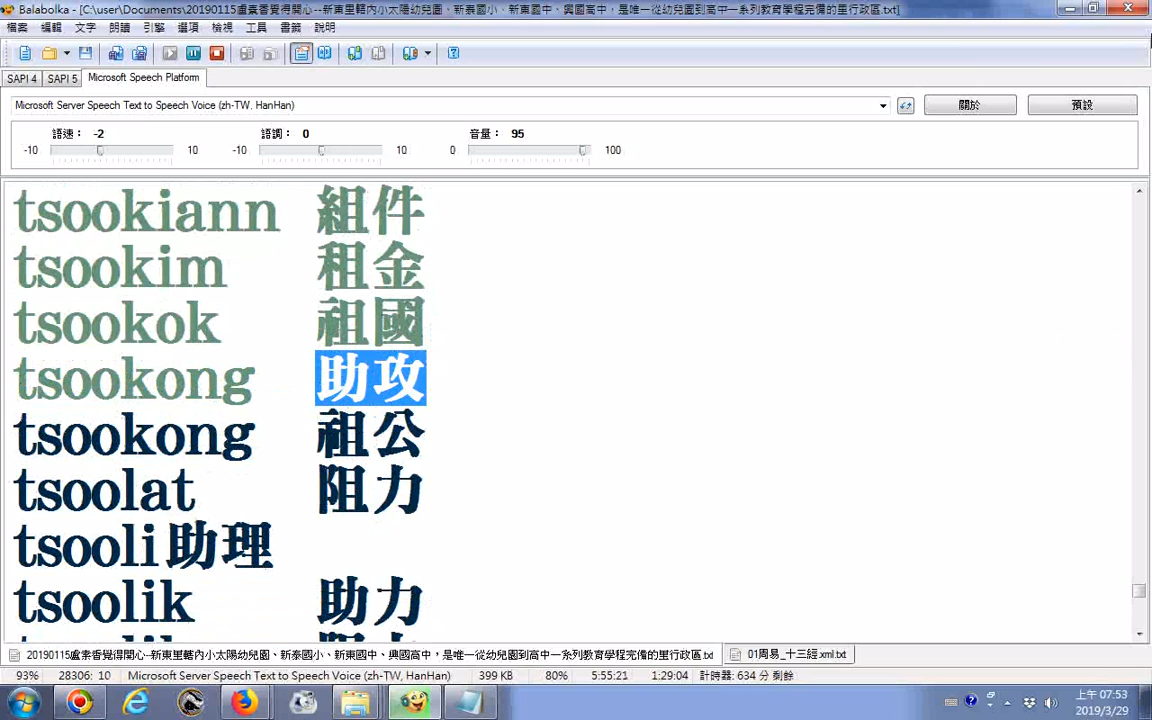 Balabolka - [C:\user\Documents\20190115盧素香覺得開心--新東里轄內小太陽幼兒園、新泰國小、新東國中、興國高中，是唯一從幼兒園到高中一系列教育學程完備的里行政區.txt]
檔案 編輯 文字 朗讀 引擎 選項 檢視 工具 書籤 說明
SAPI 4 SAPI 5 Microsoft Speech Platform
Microsoft Server Speech Text to Speech Voice (zh-TW, HanHan) 關於 預設
語速： -2 語調： 0 音量： 95
-10 10 -10 10 0 100
tsookiann 組件
tsookim 租金
tsookok 祖國
tsookong 助攻
tsookong 祖公
tsoolat 阻力
tsooli 助理
tsoolik 助力
20190115盧素香覺得開心--新東里轄內小太陽幼兒園、新泰國小、新東國中、興國高中，是唯一從幼兒園到高中一系列教育學程完備的里行政區.txt 01周易_十三經.xml.txt
93% 28306: 10 Microsoft Server Speech Text to Speech Voice (zh-TW, HanHan) 399 KB 80% 5:55:21 1:29:04 計時器: 634 分 剩餘
上午 07:53
2019/3/29